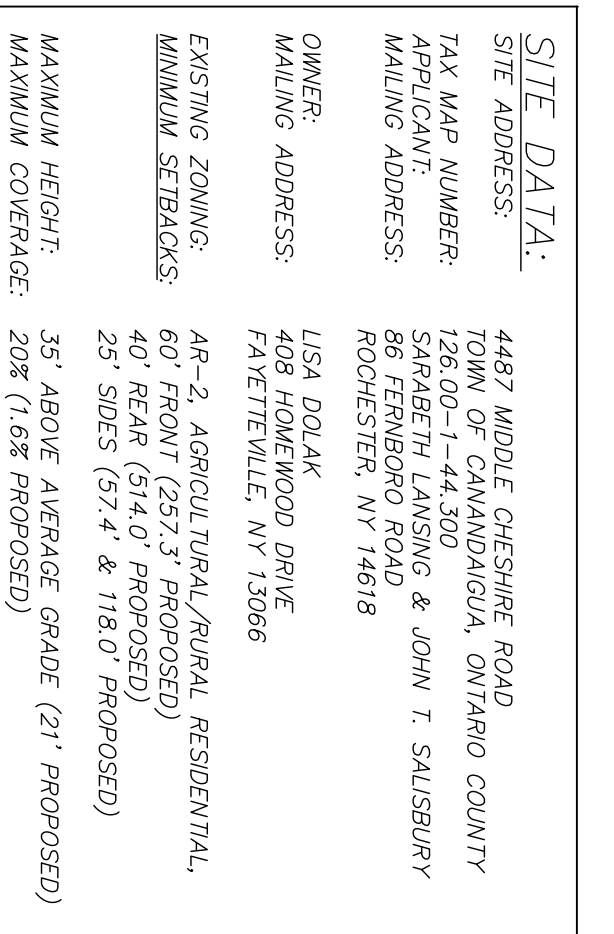 SITE DATA:
SITE ADDRESS: 4487 MIDDLE CHESHIRE ROAD
TOWN OF CANANDAIGUA, ONTARIO COUNTY
TAX MAP NUMBER: 126.00-1-44.300
APPLICANT: SARABETH LANSING & JOHN T. SALISBURY
MAILING ADDRESS: 86 FERNBORO ROAD
ROCHESTER, NY 14618
OWNER: LISA DOLAK
MAILING ADDRESS: 408 HOMEWOOD DRIVE
FAYETTEVILLE, NY 13066
EXISTING ZONING: AR-2, AGRICULTURAL/RURAL RESIDENTIAL,
MINIMUM SETBACKS: 60' FRONT (257.3' PROPOSED)
40' REAR (514.0' PROPOSED)
25' SIDES (57.4' & 118.0' PROPOSED)
MAXIMUM HEIGHT: 35' ABOVE AVERAGE GRADE (21' PROPOSED)
MAXIMUM COVERAGE: 20% (1.6% PROPOSED)